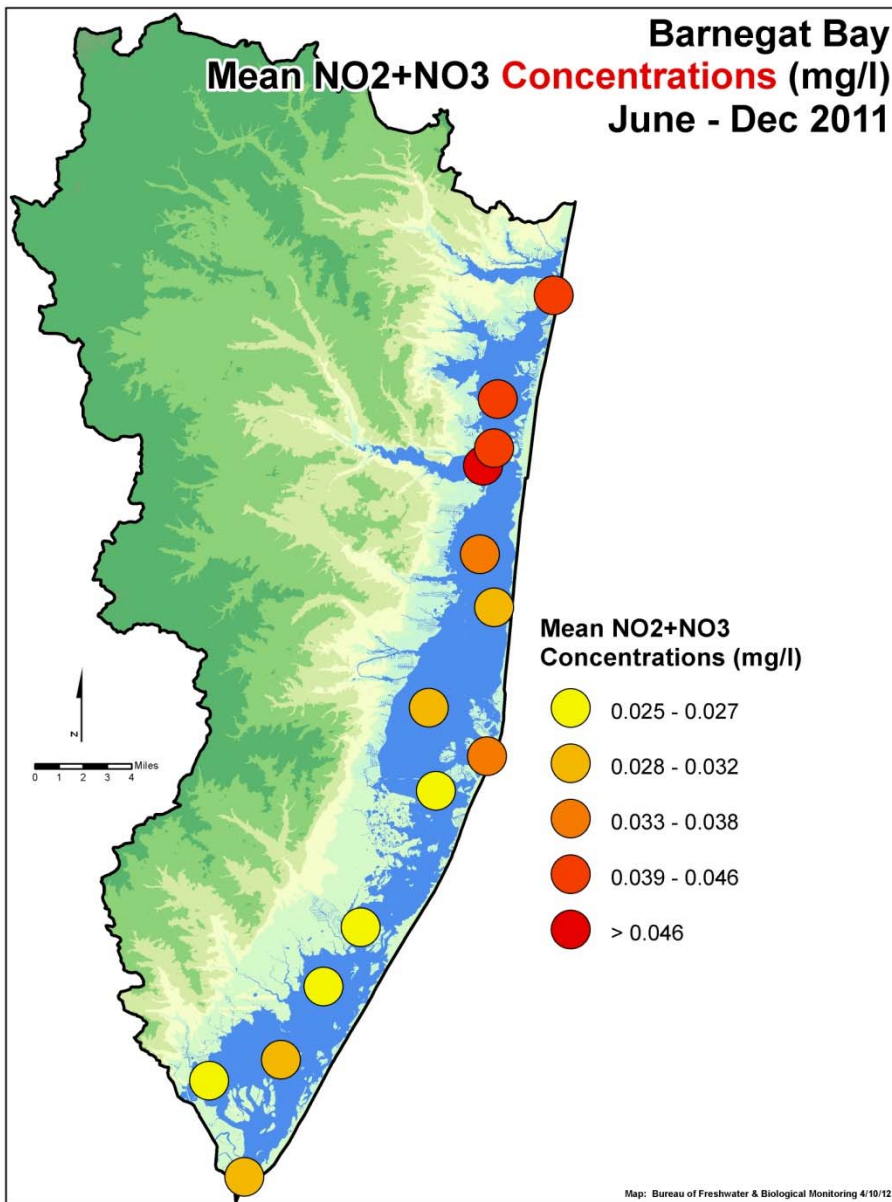 Barnegat Bay
Mean NO2+NO3 Concentrations (mg/l)
June - Dec 2011
Mean NO2+NO3
Concentrations (mg/l)
0.025 - 0.027
0.028 - 0.032
0.033 - 0.038
0.039 - 0.046
> 0.046
N
Miles
0 1 2 3 4
Map: Bureau of Freshwater & Biological Monitoring 4/10/12